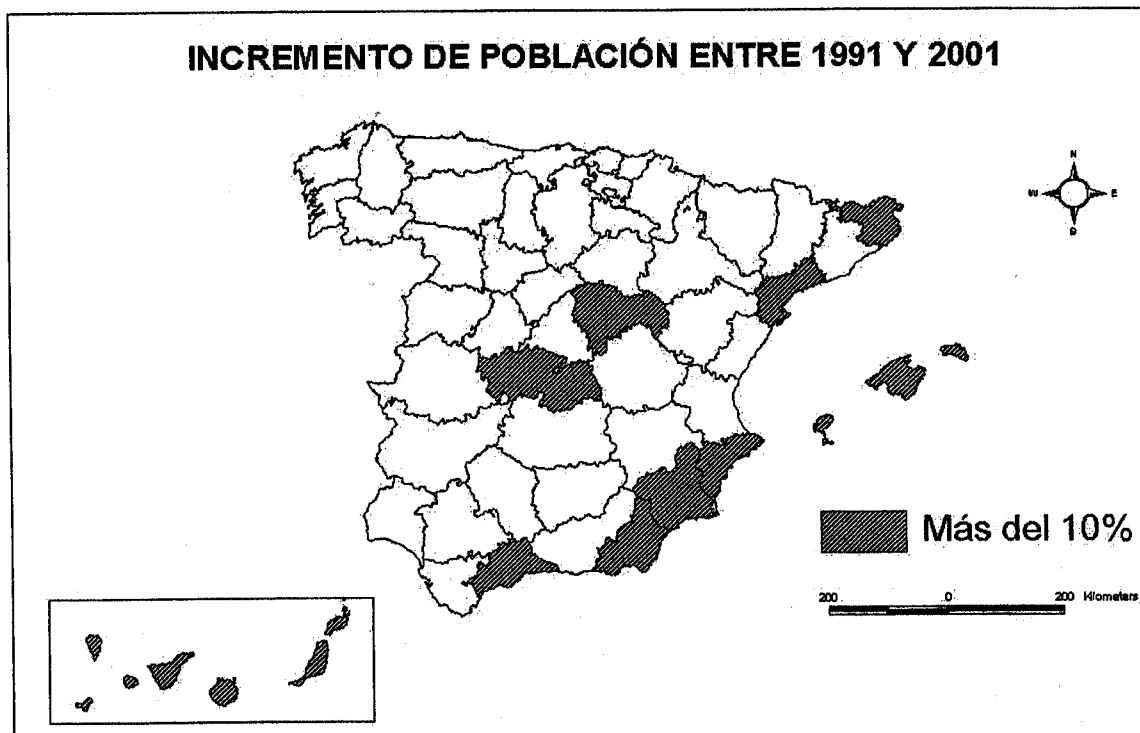 INCREMENTO DE POBLACIÓN ENTRE 1991 Y 2001
N
W E
S
Más del 10%
200 0 200 Kilometers